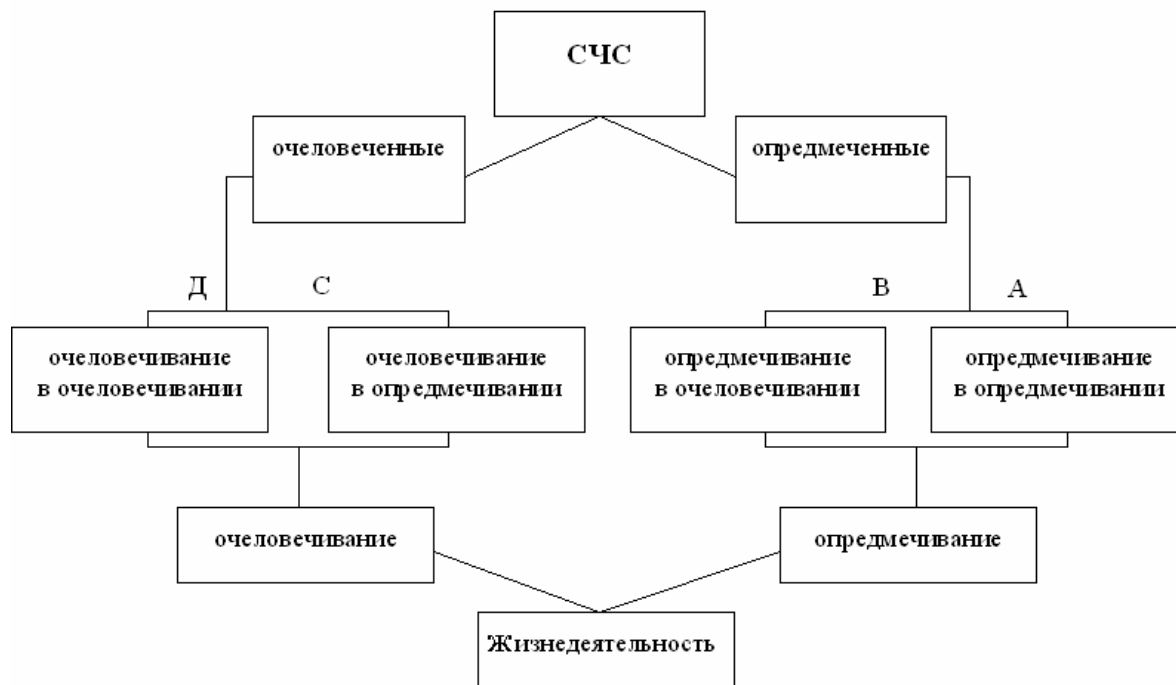 СЧС
очеловеченные
опредмеченные
Д
С
В
А
очеловечивание
в очеловечивании
очеловечивание
в опредмечивании
опредмечивание
в очеловечивании
опредмечивание
в опредмечивании
очеловечивание
опредмечивание
Жизнедеятельность